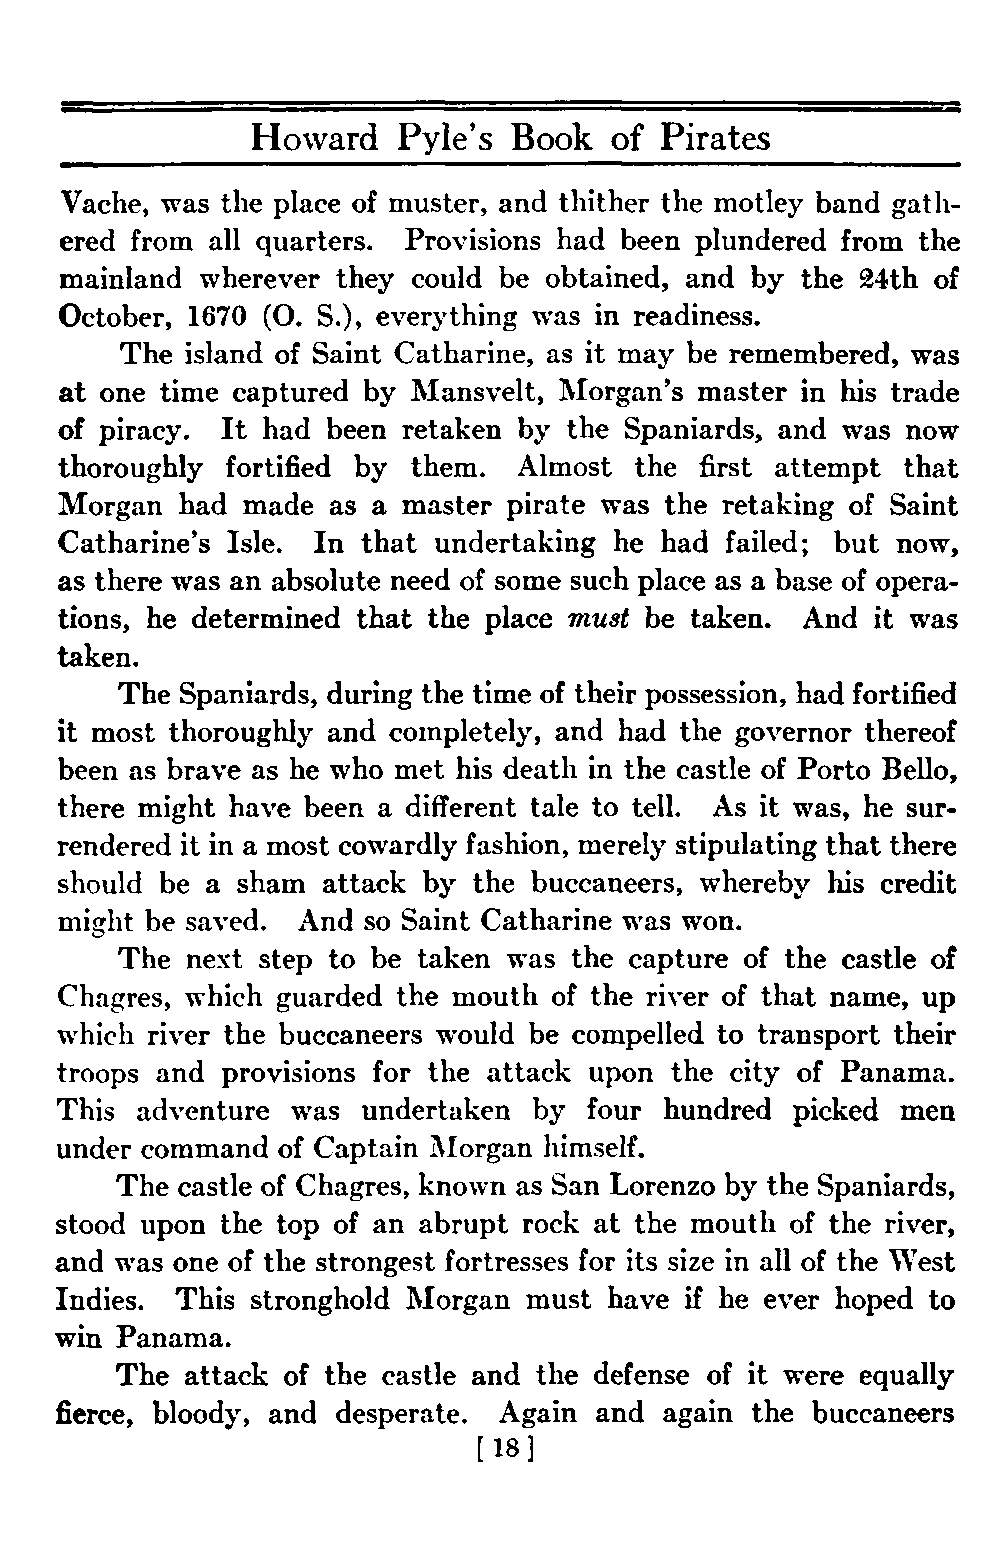 Howard Pyle's Book of Pirates
Vache, was the place of muster, and thither the motley band gath-
ered from all quarters. Provisions had been plundered from the
mainland wherever they could be obtained, and by the 24th of
October, 1670 (O. S.), everything was in readiness.
The island of Saint Catharine, as it may be remembered, was
at one time captured by Mansvelt, Morgan's master in his trade
of piracy. It had been retaken by the Spaniards, and was now
thoroughly fortified by them. Almost the first attempt that
Morgan had made as a master pirate was the retaking of Saint
Catharine's Isle. In that undertaking he had failed; but now,
as there was an absolute need of some such place as a base of opera-
tions, he determined that the place must be taken. And it was
taken.
The Spaniards, during the time of their possession, had fortified
it most thoroughly and completely, and had the governor thereof
been as brave as he who met his death in the castle of Porto Bello,
there might have been a different tale to tell. As it was, he sur-
rendered it in a most cowardly fashion, merely stipulating that there
should be a sham attack by the buccaneers, whereby his credit
might be saved. And so Saint Catharine was won.
The next step to be taken was the capture of the castle of
Chagres, which guarded the mouth of the river of that name, up
which river the buccaneers would be compelled to transport their
troops and provisions for the attack upon the city of Panama.
This adventure was undertaken by four hundred picked men
under command of Captain Morgan himself.
The castle of Chagres, known as San Lorenzo by the Spaniards,
stood upon the top of an abrupt rock at the mouth of the river,
and was one of the strongest fortresses for its size in all of the West
Indies. This stronghold Morgan must have if he ever hoped to
win Panama.
The attack of the castle and the defense of it were equally
fierce, bloody, and desperate. Again and again the buccaneers
[ 18 ]